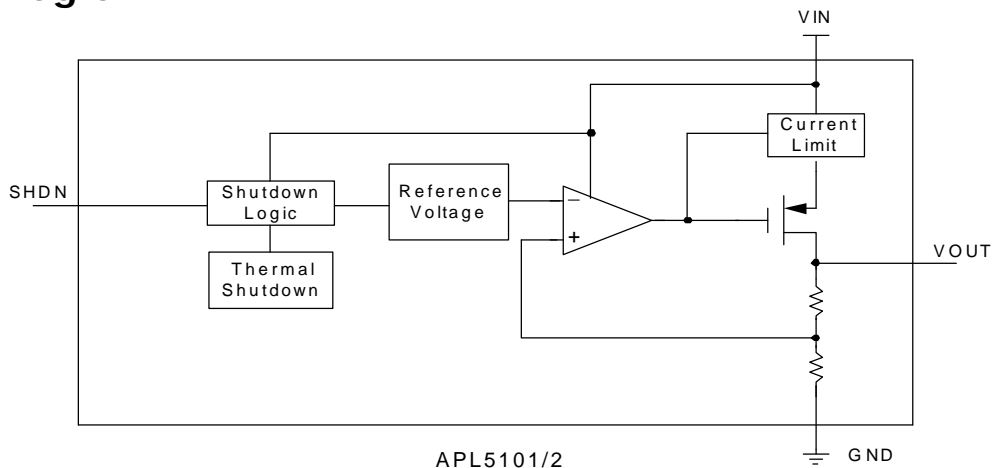 VIN
Current
Limit
SHDN
Shutdown
Logic
Reference
Voltage
−
+
Thermal
Shutdown
VOUT
GND
APL5101/2